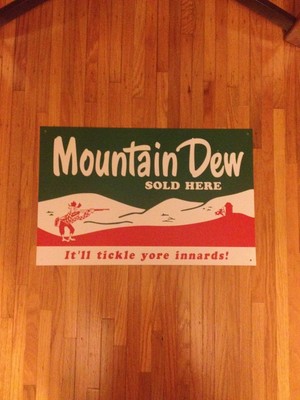 Mountain Dew
SOLD HERE
It'll tickle yore innards!